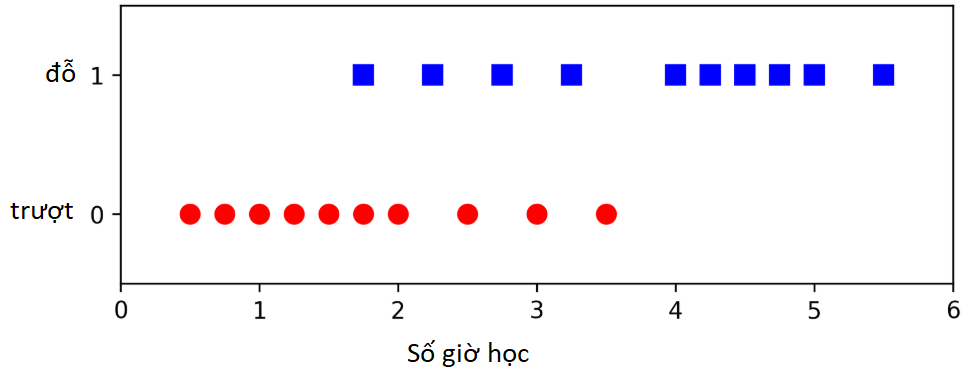 đỗ 1
trượt 0
0 1 2 3 4 5 6
Số giờ học